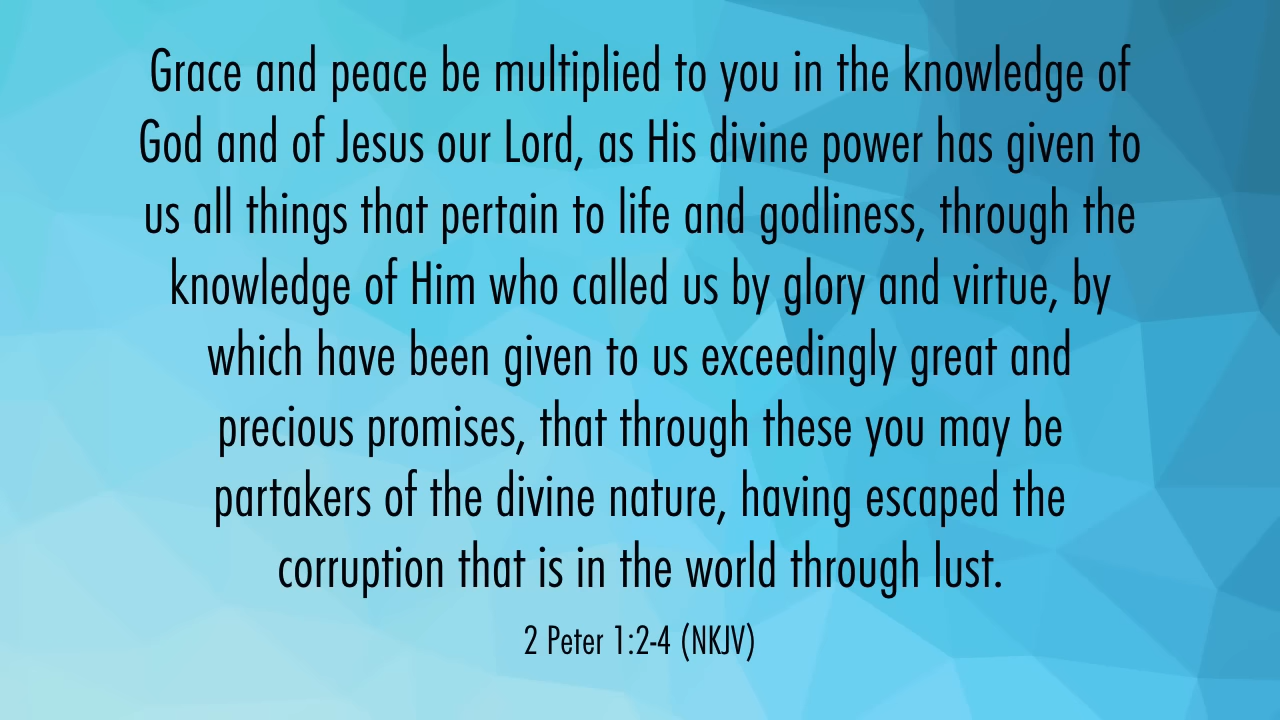 Grace and peace be multiplied to you in the knowledge of
God and of Jesus our Lord, as His divine power has given to
us all things that pertain to life and godliness, through the
knowledge of Him who called us by glory and virtue, by
which have been given to us exceedingly great and
precious promises, that through these you may be
partakers of the divine nature, having escaped the
corruption that is in the world through lust.
2 Peter 1:2-4 (NKJV)